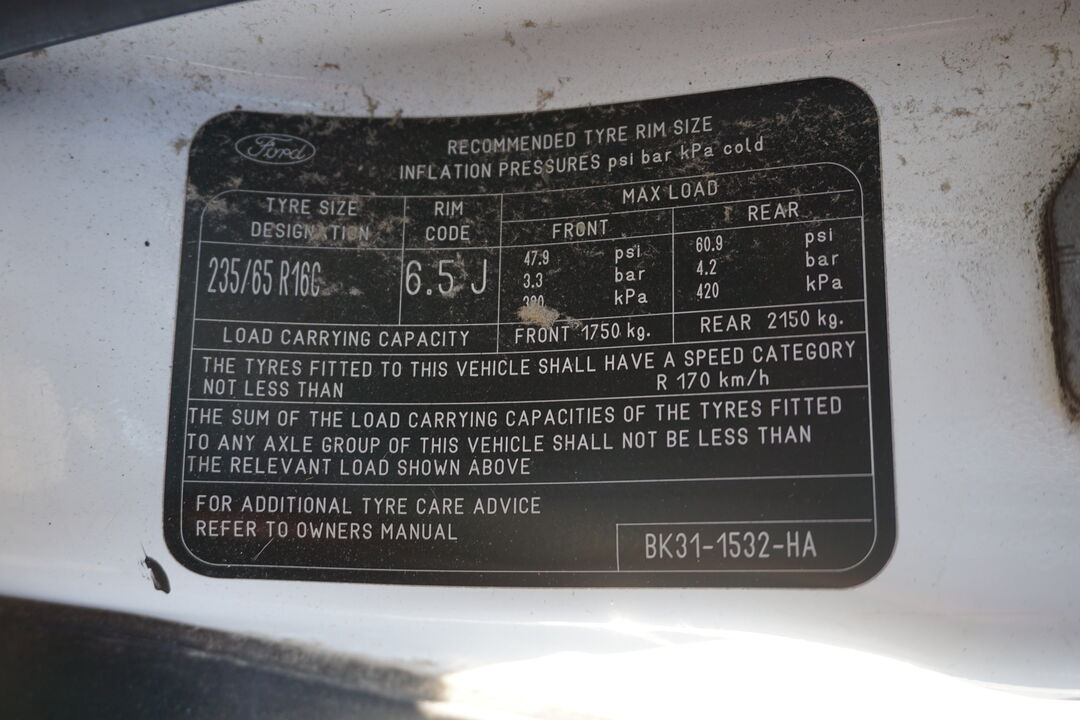 Ford
RECOMMENDED TYRE RIM SIZE
INFLATION PRESSURES psi bar kPa cold
TYRE SIZE DESIGNATION
RIM CODE
MAX LOAD
FRONT
REAR
235/65 R16C
6.5 J
47.9 psi
3.3 bar
kPa
60.9 psi
4.2 bar
420 kPa
LOAD CARRYING CAPACITY
FRONT 1750 kg.
REAR 2150 kg.
THE TYRES FITTED TO THIS VEHICLE SHALL HAVE A SPEED CATEGORY
NOT LESS THAN R 170 km/h
THE SUM OF THE LOAD CARRYING CAPACITIES OF THE TYRES FITTED
TO ANY AXLE GROUP OF THIS VEHICLE SHALL NOT BE LESS THAN
THE RELEVANT LOAD SHOWN ABOVE
FOR ADDITIONAL TYRE CARE ADVICE
REFER TO OWNERS MANUAL
BK31-1532-HA